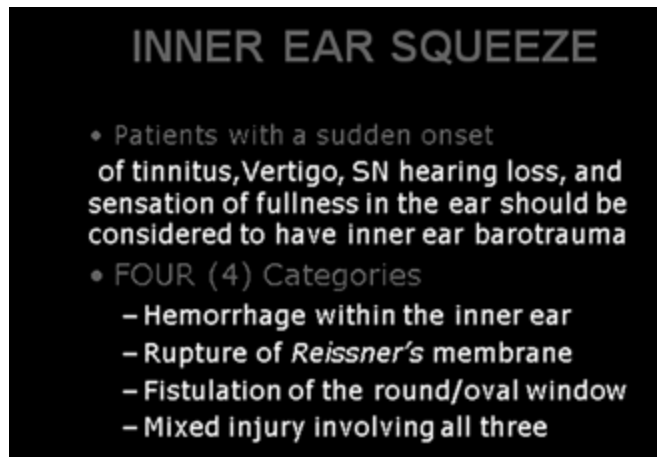 INNER EAR SQUEEZE
• Patients with a sudden onset
of tinnitus,Vertigo, SN hearing loss, and
sensation of fullness in the ear should be
considered to have inner ear barotrauma
• FOUR (4) Categories
– Hemorrhage within the inner ear
– Rupture of Reissner's membrane
– Fistulation of the round/oval window
– Mixed injury involving all three